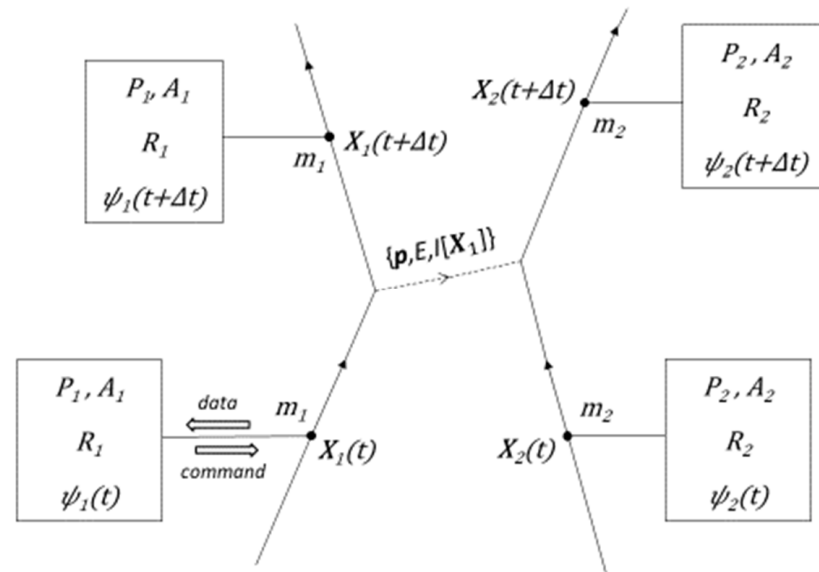 P₁, A₁
R₁
ψ₁(t+Δt)
m₁
X₁(t+Δt)
X₂(t+Δt)
m₂
P₂, A₂
R₂
ψ₂(t+Δt)
{p,E,I[X₁]}
P₁, A₁
R₁
ψ₁(t)
data
command
m₁
X₁(t)
m₂
X₂(t)
P₂, A₂
R₂
ψ₂(t)